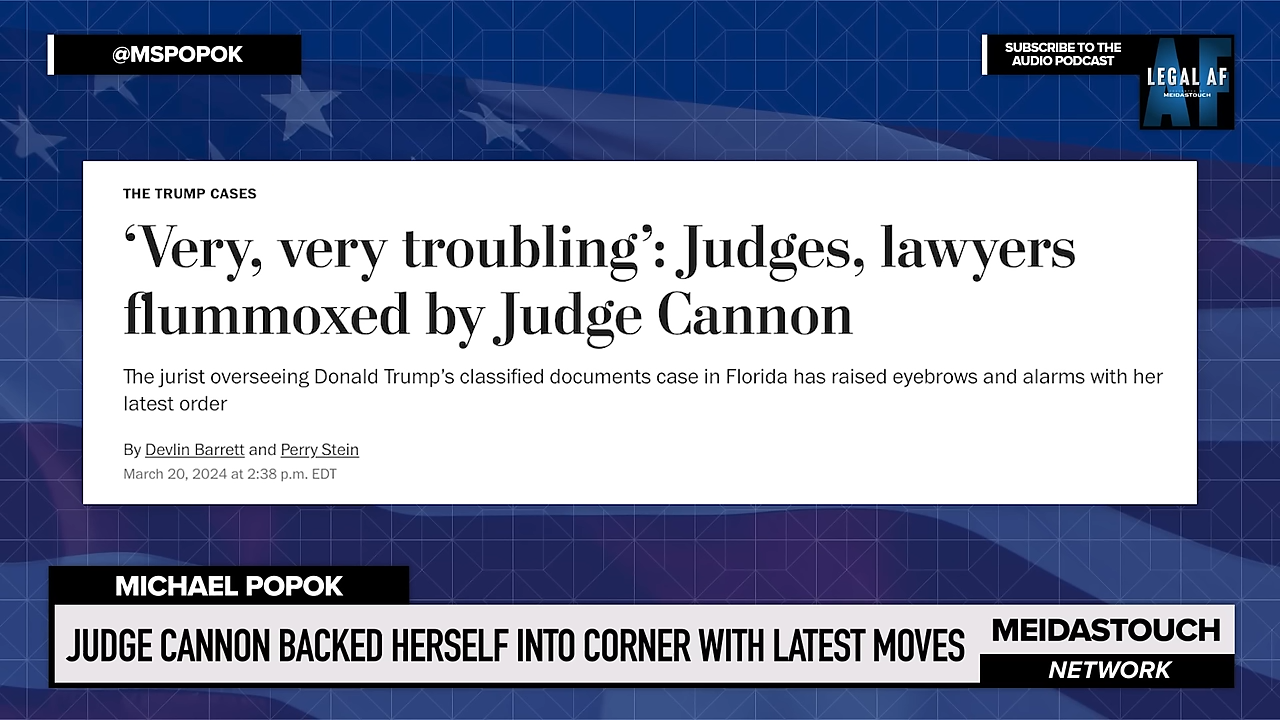 @MSPOPOK
SUBSCRIBE TO THE
AUDIO PODCAST
LEGAL AF
MEIDASTOUCH
THE TRUMP CASES
‘Very, very troubling’: Judges, lawyers
flummoxed by Judge Cannon
The jurist overseeing Donald Trump’s classified documents case in Florida has raised eyebrows and alarms with her
latest order
By Devlin Barrett and Perry Stein
March 20, 2024 at 2:38 p.m. EDT
MICHAEL POPOK
JUDGE CANNON BACKED HERSELF INTO CORNER WITH LATEST MOVES
MEIDASTOUCH
NETWORK